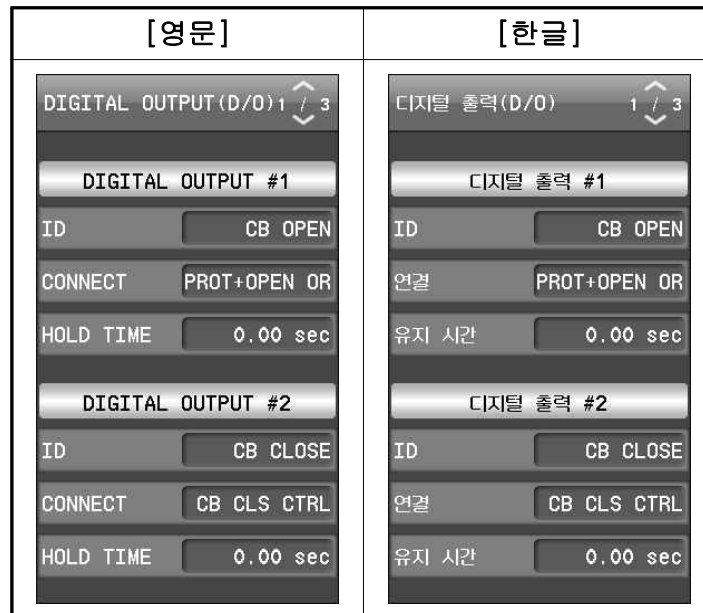 [영문]
DIGITAL OUTPUT(D/O) 1 / 3
DIGITAL OUTPUT #1
ID CB OPEN
CONNECT PROT+OPEN OR
HOLD TIME 0.00 sec
DIGITAL OUTPUT #2
ID CB CLOSE
CONNECT CB CLS CTRL
HOLD TIME 0.00 sec
[한글]
디지털 출력(D/O) 1 / 3
디지털 출력 #1
ID CB OPEN
연결 PROT+OPEN OR
유지 시간 0.00 sec
디지털 출력 #2
ID CB CLOSE
연결 CB CLS CTRL
유지 시간 0.00 sec